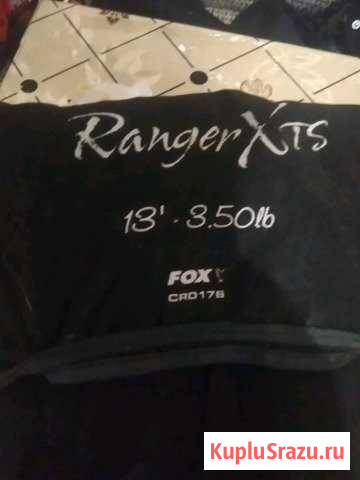 Ranger XTS
13' - 3.50lb
FOX
CRD176
KupluSrazu.ru